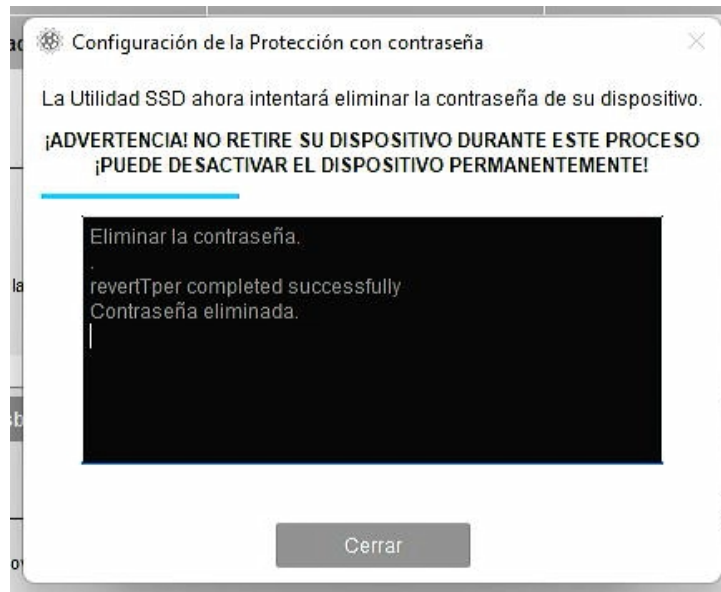 Configuración de la Protección con contraseña
La Utilidad SSD ahora intentará eliminar la contraseña de su dispositivo.
¡ADVERTENCIA! NO RETIRE SU DISPOSITIVO DURANTE ESTE PROCESO
¡PUEDE DESACTIVAR EL DISPOSITIVO PERMANENTEMENTE!
Eliminar la contraseña.
.
revertTper completed successfully
Contraseña eliminada.
la
Cerrar